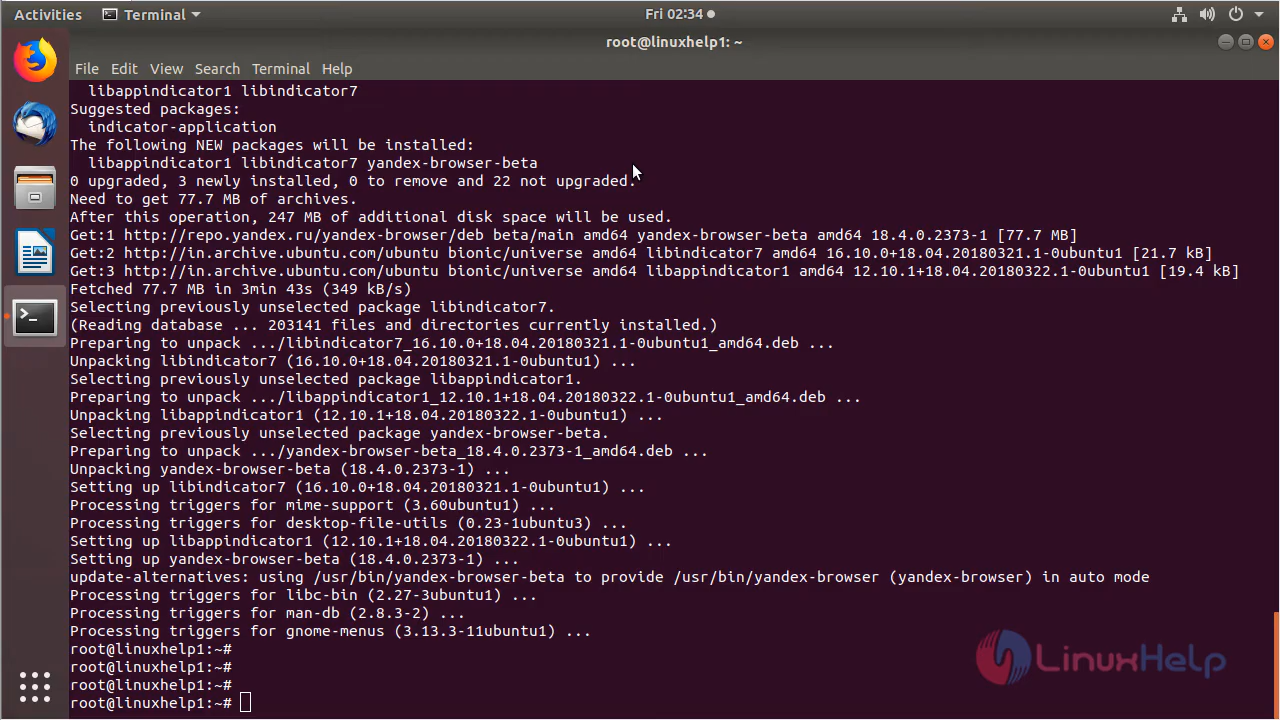 Activities Terminal Fri 02:34
root@linuxhelp1: ~
File Edit View Search Terminal Help
libappindicator1 libindicator7
Suggested packages:
indicator-application
The following NEW packages will be installed:
libappindicator1 libindicator7 yandex-browser-beta
0 upgraded, 3 newly installed, 0 to remove and 22 not upgraded.
Need to get 77.7 MB of archives.
After this operation, 247 MB of additional disk space will be used.
Get:1 http://repo.yandex.ru/yandex-browser/deb beta/main amd64 yandex-browser-beta amd64 18.4.0.2373-1 [77.7 MB]
Get:2 http://in.archive.ubuntu.com/ubuntu bionic/universe amd64 libindicator7 amd64 16.10.0+18.04.20180321.1-0ubuntu1 [21.7 kB]
Get:3 http://in.archive.ubuntu.com/ubuntu bionic/universe amd64 libappindicator1 amd64 12.10.1+18.04.20180322.1-0ubuntu1 [19.4 kB]
Fetched 77.7 MB in 3min 43s (349 kB/s)
Selecting previously unselected package libindicator7.
(Reading database ... 203141 files and directories currently installed.)
Preparing to unpack .../libindicator7_16.10.0+18.04.20180321.1-0ubuntu1_amd64.deb ...
Unpacking libindicator7 (16.10.0+18.04.20180321.1-0ubuntu1) ...
Selecting previously unselected package libappindicator1.
Preparing to unpack .../libappindicator1_12.10.1+18.04.20180322.1-0ubuntu1_amd64.deb ...
Unpacking libappindicator1 (12.10.1+18.04.20180322.1-0ubuntu1) ...
Selecting previously unselected package yandex-browser-beta.
Preparing to unpack .../yandex-browser-beta_18.4.0.2373-1_amd64.deb ...
Unpacking yandex-browser-beta (18.4.0.2373-1) ...
Setting up libindicator7 (16.10.0+18.04.20180321.1-0ubuntu1) ...
Processing triggers for mime-support (3.60ubuntu1) ...
Processing triggers for desktop-file-utils (0.23-1ubuntu3) ...
Setting up libappindicator1 (12.10.1+18.04.20180322.1-0ubuntu1) ...
Setting up yandex-browser-beta (18.4.0.2373-1) ...
update-alternatives: using /usr/bin/yandex-browser-beta to provide /usr/bin/yandex-browser (yandex-browser) in auto mode
Processing triggers for libc-bin (2.27-3ubuntu1) ...
Processing triggers for man-db (2.8.3-2) ...
Processing triggers for gnome-menus (3.13.3-11ubuntu1) ...
root@linuxhelp1:~#
root@linuxhelp1:~#
root@linuxhelp1:~#
root@linuxhelp1:~#
LinuxHelp